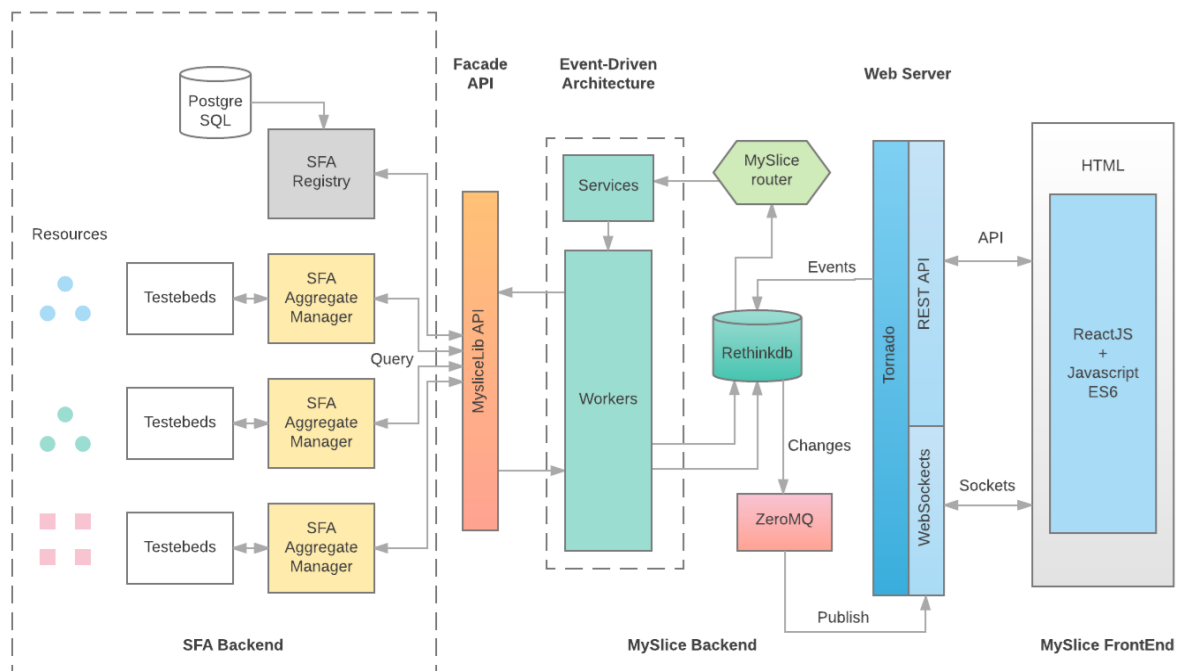 Facade
API
Event-Driven
Architecture
Web Server
Postgre
SQL
SFA
Registry
Services
MySlice
router
HTML
Resources
Testebeds
SFA
Aggregate
Manager
Query
MysliceLib API
Workers
Events
Rethinkdb
Changes
ZeroMQ
Publish
Tornado
REST API
WebSockects
API
Sockets
ReactJS
+
Javascript
ES6
Testebeds
SFA
Aggregate
Manager
Testebeds
SFA
Aggregate
Manager
SFA Backend
MySlice Backend
MySlice FrontEnd